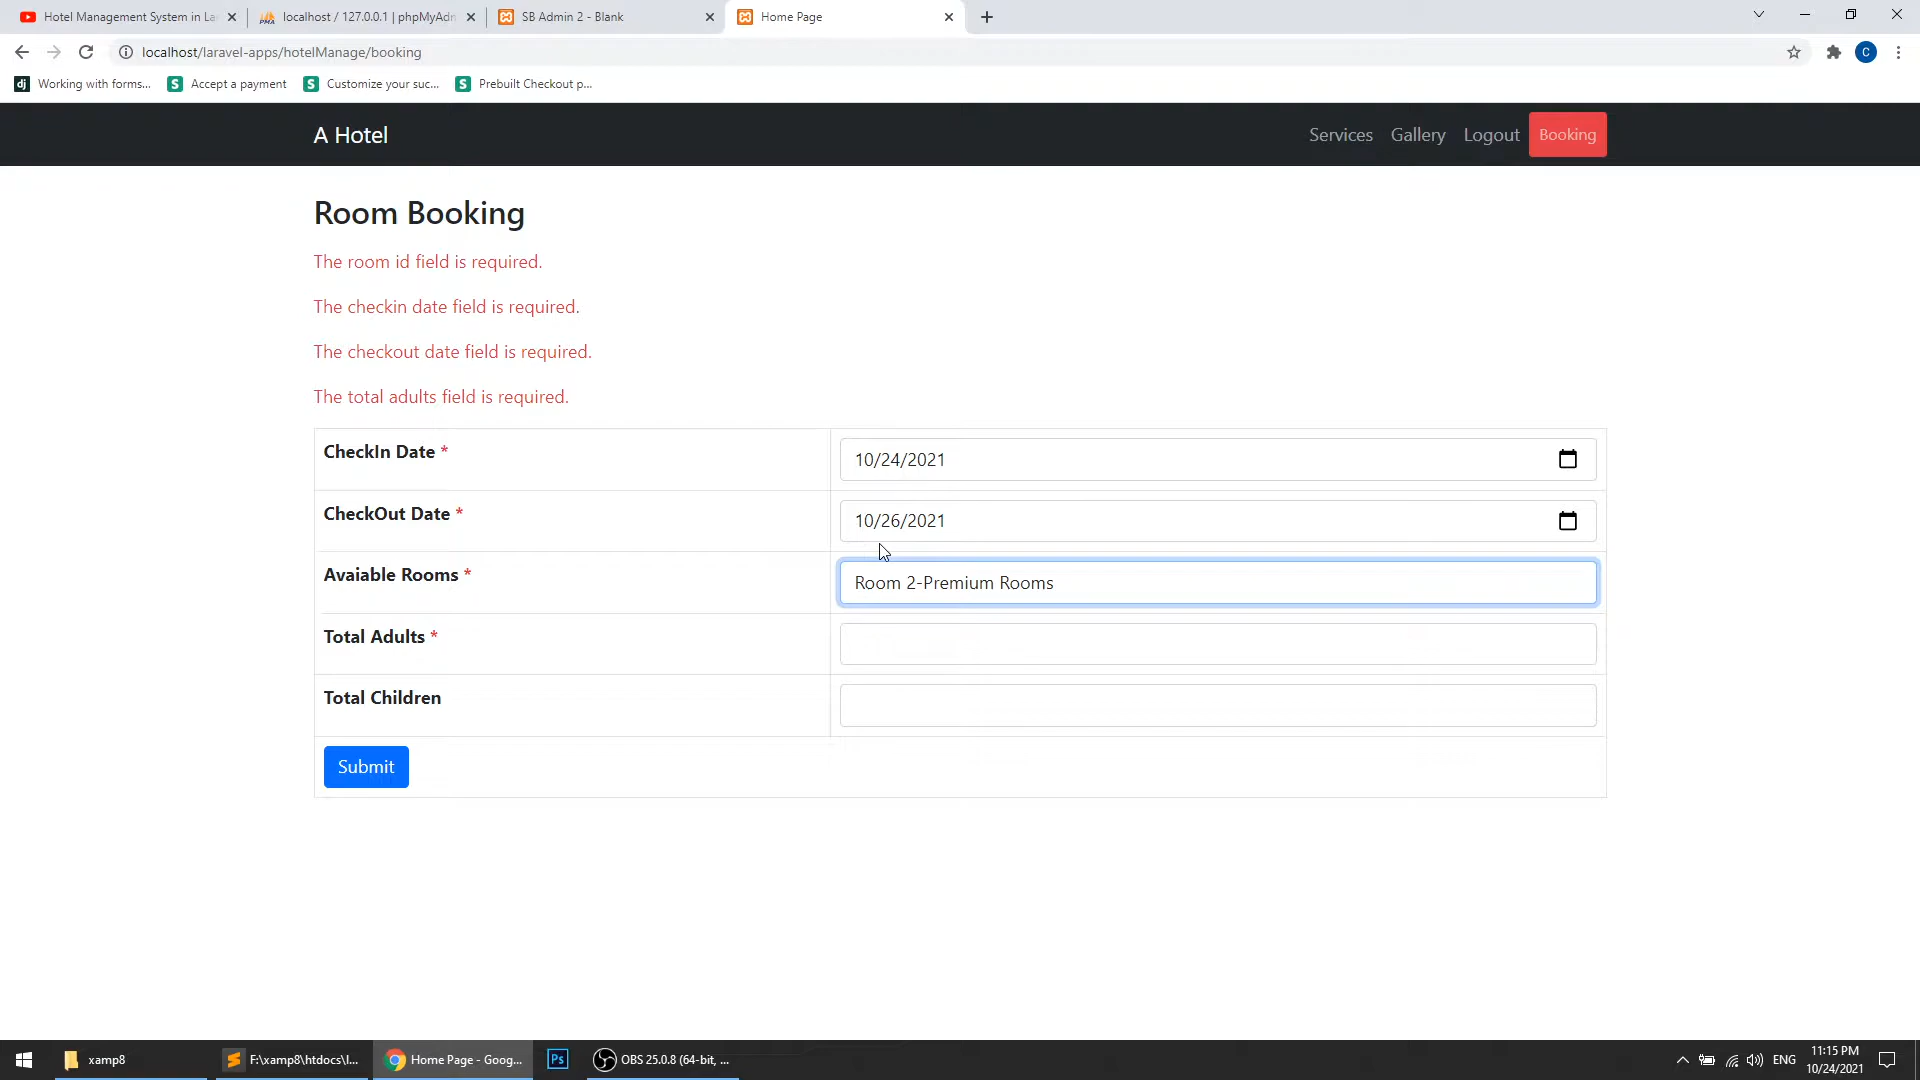 Hotel Management System in La
localhost / 127.0.0.1 | phpMyAdm
SB Admin 2 - Blank
Home Page
localhost/laravel-apps/hotelManage/booking
C
dj
Working with forms...
S
Accept a payment
S
Customize your suc...
S
Prebuilt Checkout p...
A Hotel
Services
Gallery
Logout
Booking
Room Booking
The room id field is required.
The checkin date field is required.
The checkout date field is required.
The total adults field is required.
CheckIn Date *
10/24/2021
CheckOut Date *
10/26/2021
Avaiable Rooms *
Room 2-Premium Rooms
Total Adults *
Total Children
Submit
xamp8
F:\xamp8\htdocs\l...
Home Page - Goog...
Ps
OBS 25.0.8 (64-bit, ...
ENG
11:15 PM
10/24/2021